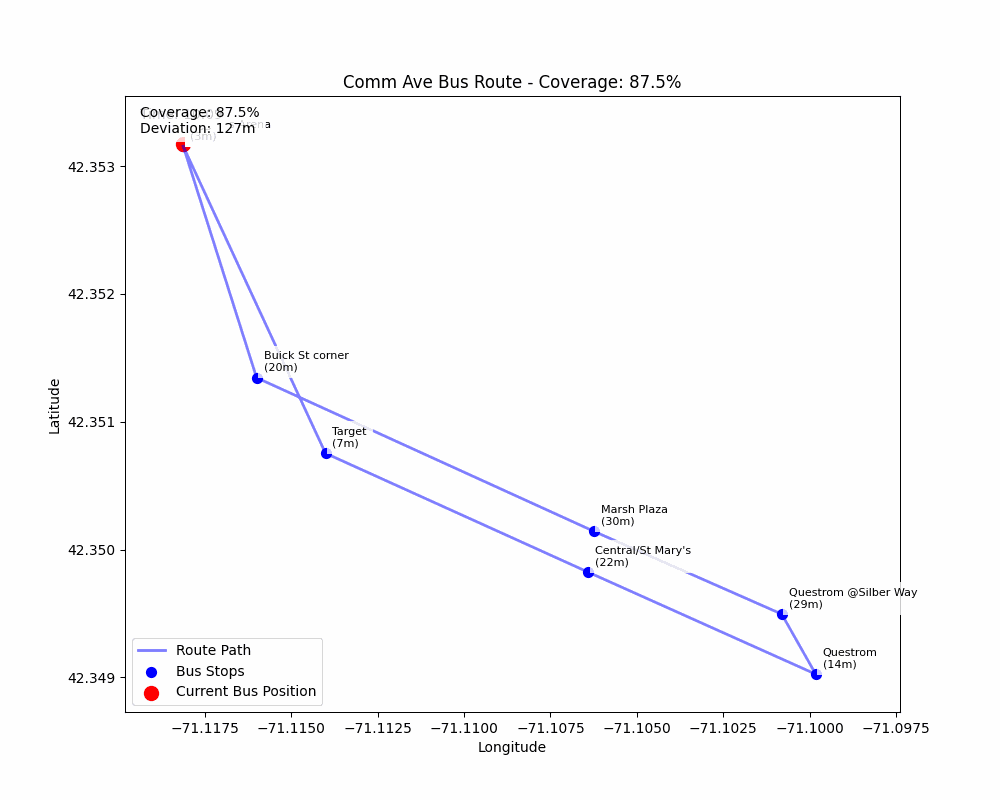 Comm Ave Bus Route - Coverage: 87.5%
Coverage: 87.5%
Deviation: 127m
(3m)
42.353
42.352
42.351
42.350
42.349
Latitude
Buick St corner
(20m)
Target
(7m)
Marsh Plaza
(30m)
Central/St Mary's
(22m)
Questrom @Silber Way
(29m)
Questrom
(14m)
Route Path
Bus Stops
Current Bus Position
−71.1175 −71.1150 −71.1125 −71.1100 −71.1075 −71.1050 −71.1025 −71.1000 −71.0975
Longitude